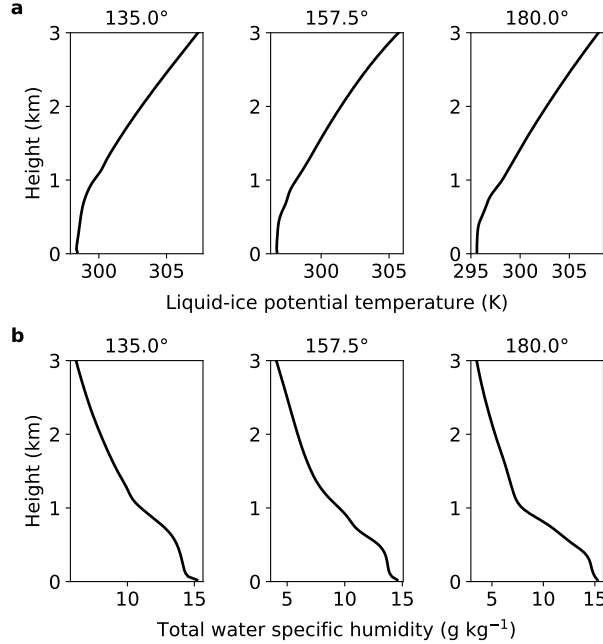 a
135.0° 157.5° 180.0°
3 3 3
2 2 2
1 1 1
0 0 0
300 305 300 305 295 300 305
Height (km)
Liquid-ice potential temperature (K)
b
135.0° 157.5° 180.0°
3 3 3
2 2 2
1 1 1
0 0 0
10 15 5 10 15 5 10 15
Height (km)
Total water specific humidity (g kg⁻¹)